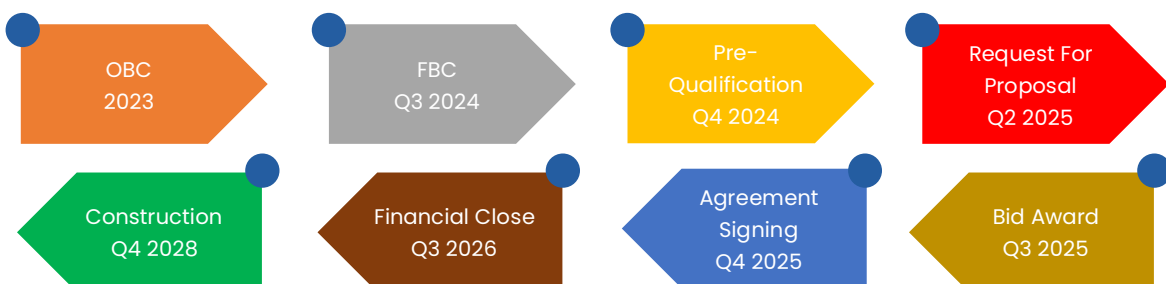 OBC
2023
FBC
Q3 2024
Pre-
Qualification
Q4 2024
Request For
Proposal
Q2 2025
Bid Award
Q3 2025
Agreement
Signing
Q4 2025
Financial Close
Q3 2026
Construction
Q4 2028